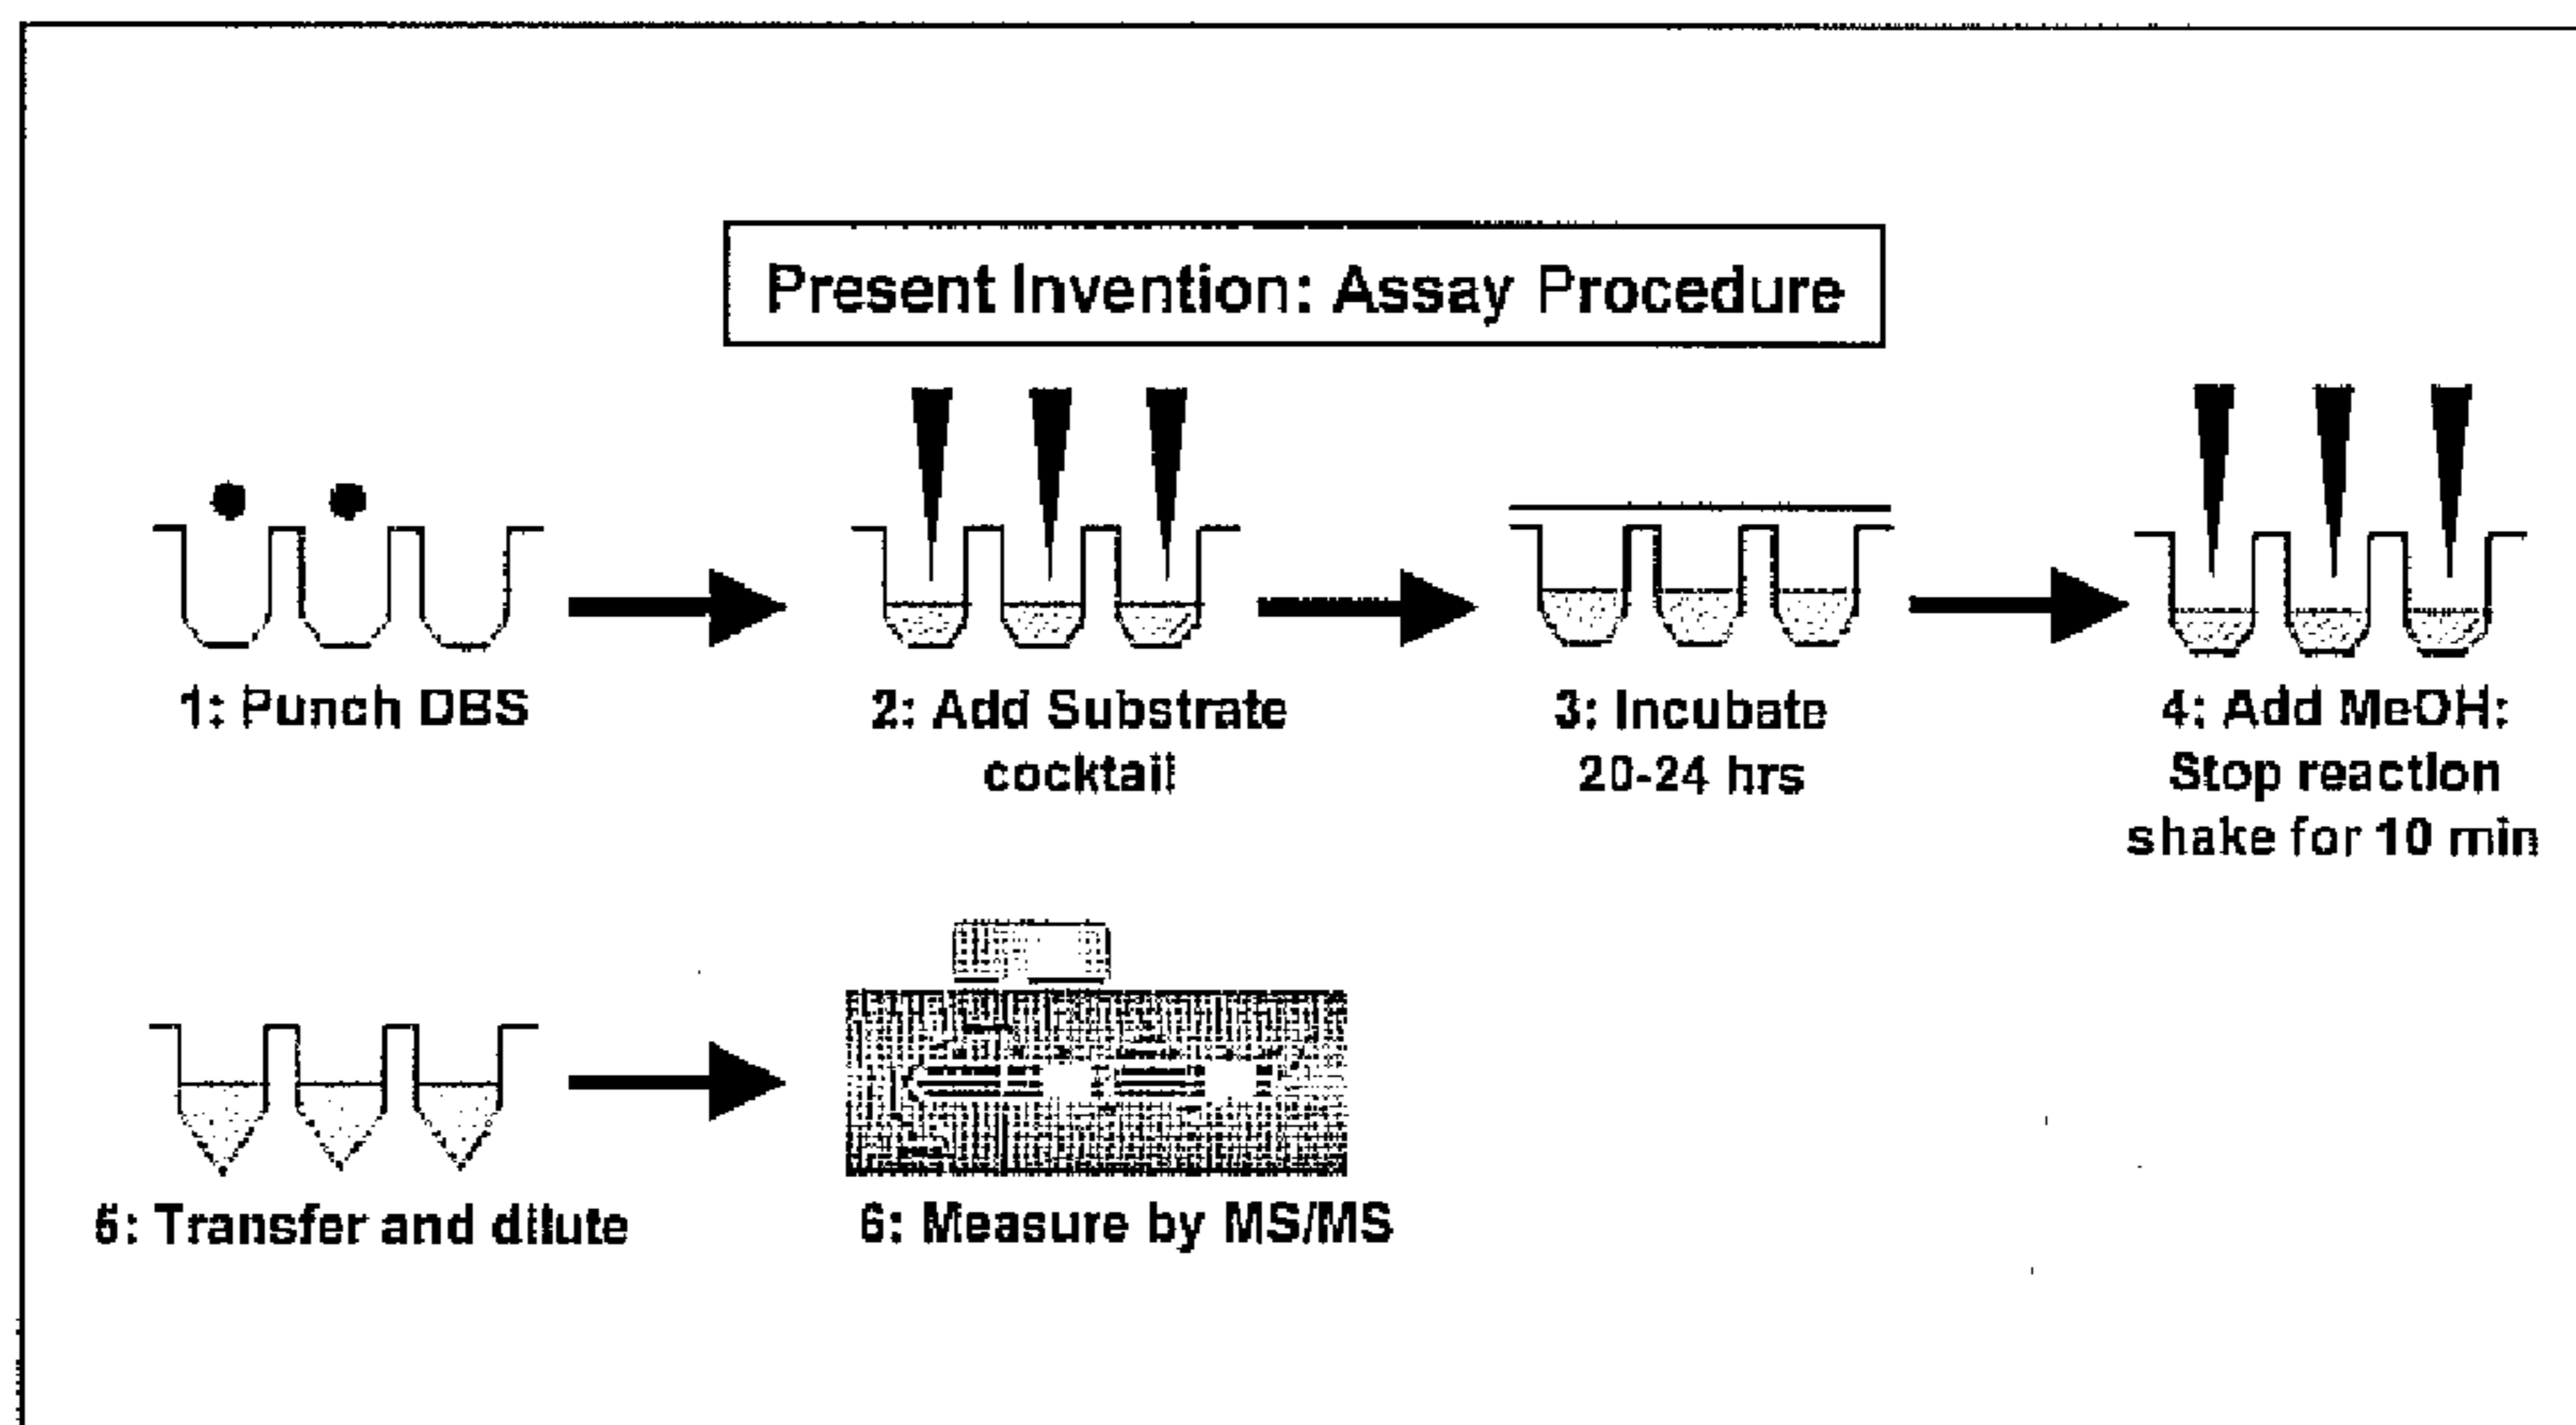 Present Invention: Assay Procedure
1: Punch DBS
2: Add Substrate
cocktail
3: Incubate
20-24 hrs
4: Add MeOH:
Stop reaction
shake for 10 min
5: Transfer and dilute
6: Measure by MS/MS